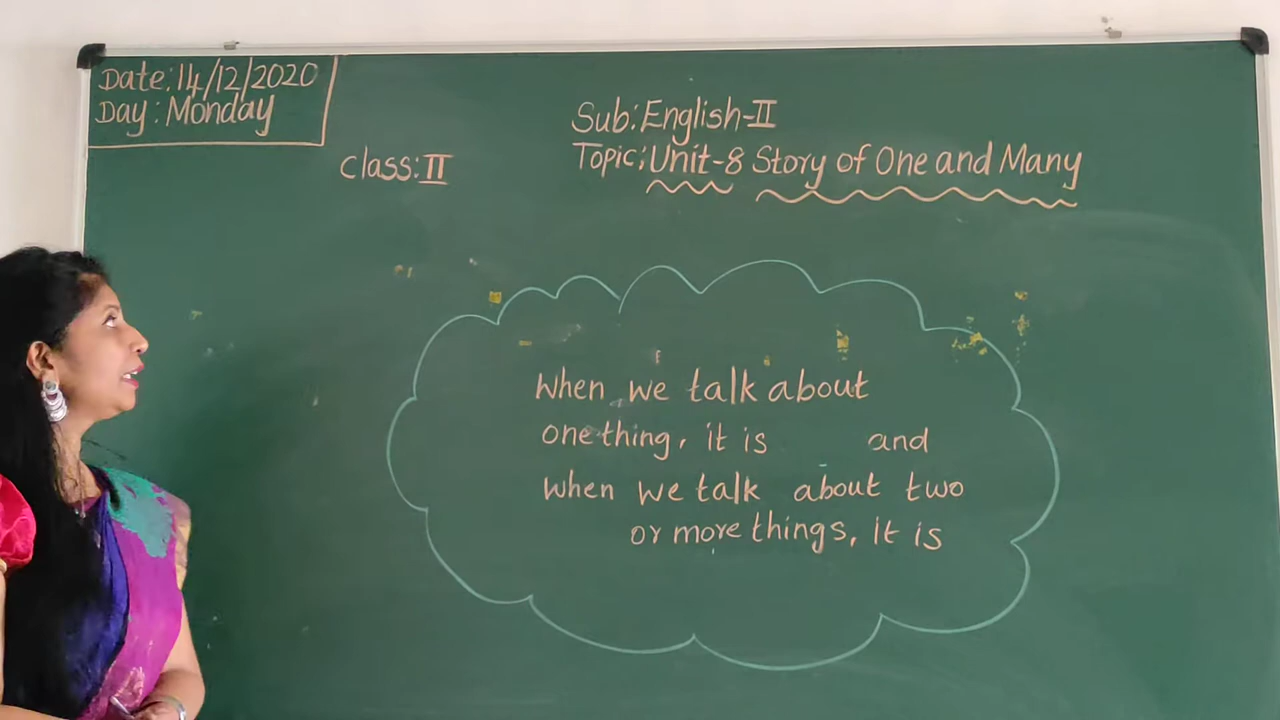 Date: 14/12/2020
Day: Monday
Class: II
Sub: English-II
Topic: Unit-8 Story of One and Many
When we talk about
one thing, it is and
when we talk about two
or more things, it is